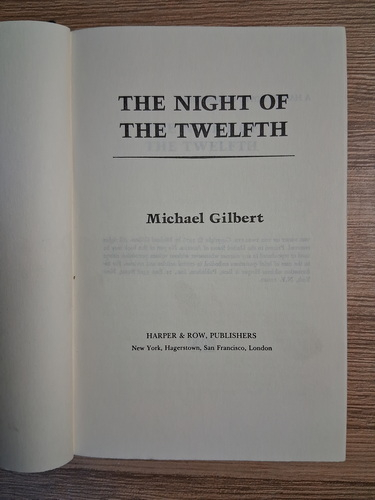 THE NIGHT OF
THE TWELFTH
Michael Gilbert
HARPER & ROW, PUBLISHERS
New York, Hagerstown, San Francisco, London